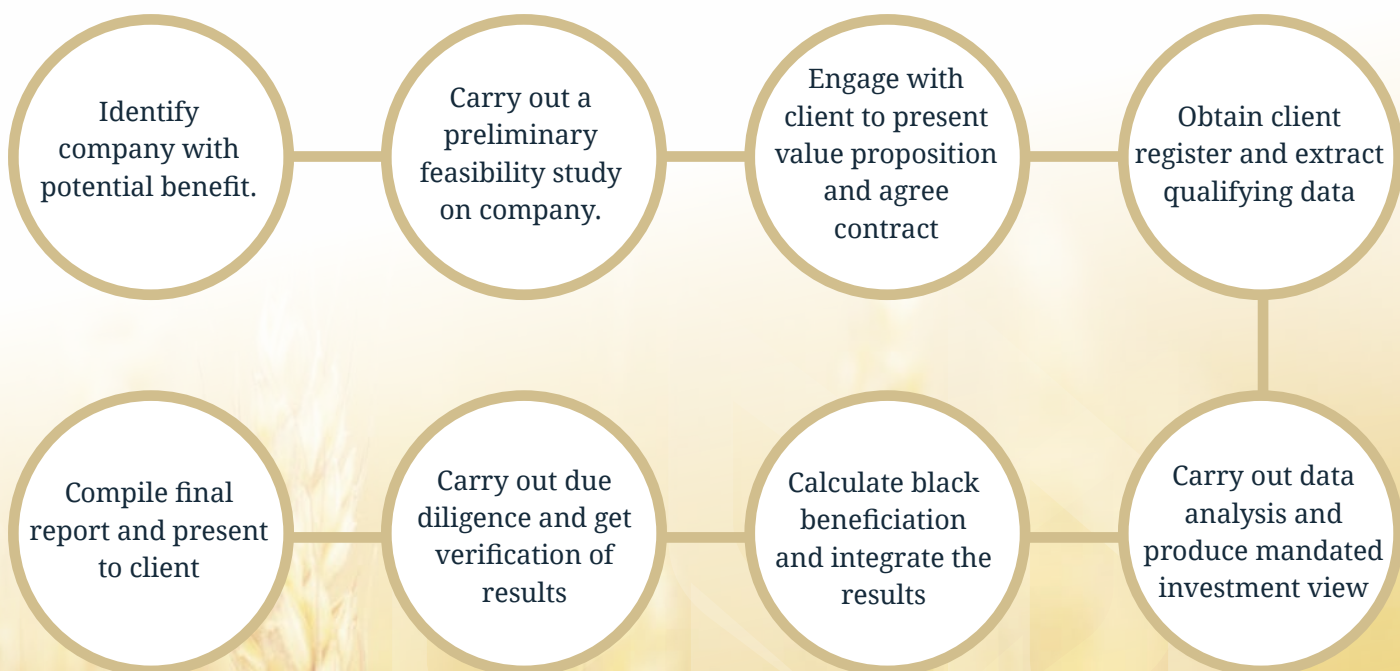 Identify
company with
potential benefit.
Carry out a
preliminary
feasibility study
on company.
Engage with
client to present
value proposition
and agree
contract
Obtain client
register and extract
qualifying data
Carry out data
analysis and
produce mandated
investment view
Calculate black
beneficiation
and integrate the
results
Carry out due
diligence and get
verification of
results
Compile final
report and present
to client